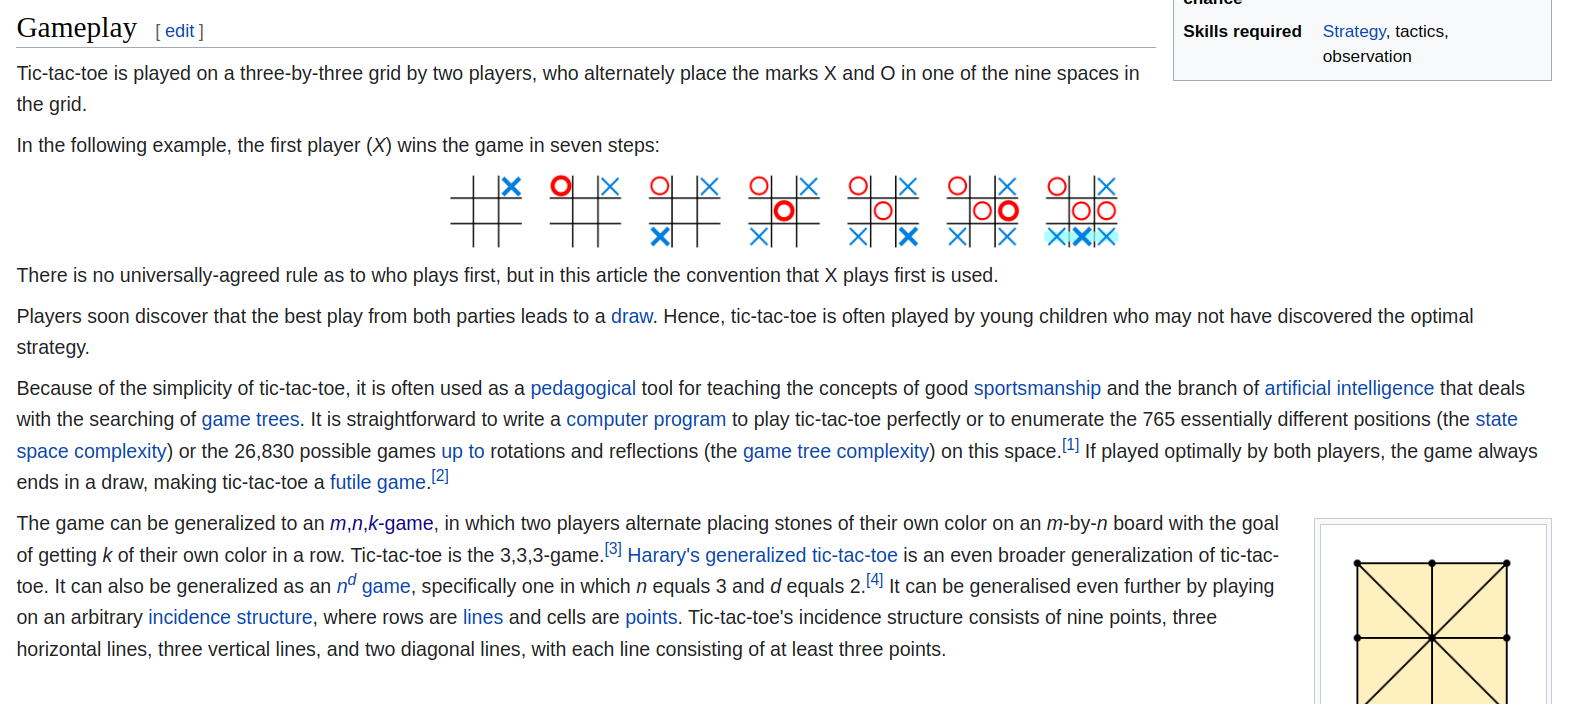 chance
Gameplay [ edit ]
Skills required Strategy, tactics,
observation
Tic-tac-toe is played on a three-by-three grid by two players, who alternately place the marks X and O in one of the nine spaces in
the grid.
In the following example, the first player (X) wins the game in seven steps:
There is no universally-agreed rule as to who plays first, but in this article the convention that X plays first is used.
Players soon discover that the best play from both parties leads to a draw. Hence, tic-tac-toe is often played by young children who may not have discovered the optimal
strategy.
Because of the simplicity of tic-tac-toe, it is often used as a pedagogical tool for teaching the concepts of good sportsmanship and the branch of artificial intelligence that deals
with the searching of game trees. It is straightforward to write a computer program to play tic-tac-toe perfectly or to enumerate the 765 essentially different positions (the state
space complexity) or the 26,830 possible games up to rotations and reflections (the game tree complexity) on this space.[1] If played optimally by both players, the game always
ends in a draw, making tic-tac-toe a futile game.[2]
The game can be generalized to an m,n,k-game, in which two players alternate placing stones of their own color on an m-by-n board with the goal
of getting k of their own color in a row. Tic-tac-toe is the 3,3,3-game.[3] Harary's generalized tic-tac-toe is an even broader generalization of tic-tac-
toe. It can also be generalized as an nd game, specifically one in which n equals 3 and d equals 2.[4] It can be generalised even further by playing
on an arbitrary incidence structure, where rows are lines and cells are points. Tic-tac-toe's incidence structure consists of nine points, three
horizontal lines, three vertical lines, and two diagonal lines, with each line consisting of at least three points.